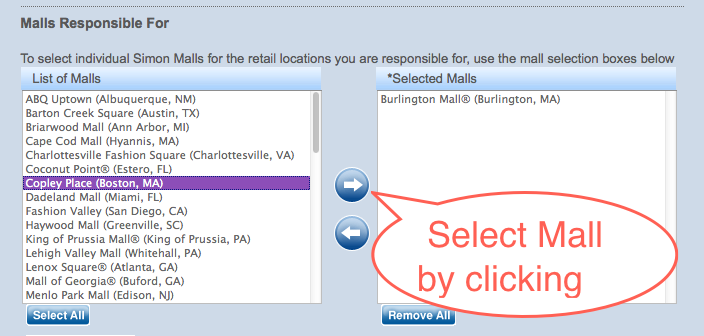 Malls Responsible For
To select individual Simon Malls for the retail locations you are responsible for, use the mall selection boxes below
List of Malls
ABQ Uptown (Albuquerque, NM)
Barton Creek Square (Austin, TX)
Briarwood Mall (Ann Arbor, MI)
Cape Cod Mall (Hyannis, MA)
Charlottesville Fashion Square (Charlottesville, VA)
Coconut Point® (Estero, FL)
Copley Place (Boston, MA)
Dadeland Mall (Miami, FL)
Fashion Valley (San Diego, CA)
Haywood Mall (Greenville, SC)
King of Prussia Mall® (King of Prussia, PA)
Lehigh Valley Mall (Whitehall, PA)
Lenox Square® (Atlanta, GA)
Mall of Georgia® (Buford, GA)
Menlo Park Mall (Edison, NJ)
Select All
*Selected Malls
Burlington Mall® (Burlington, MA)
Select Mall
by clicking
Remove All